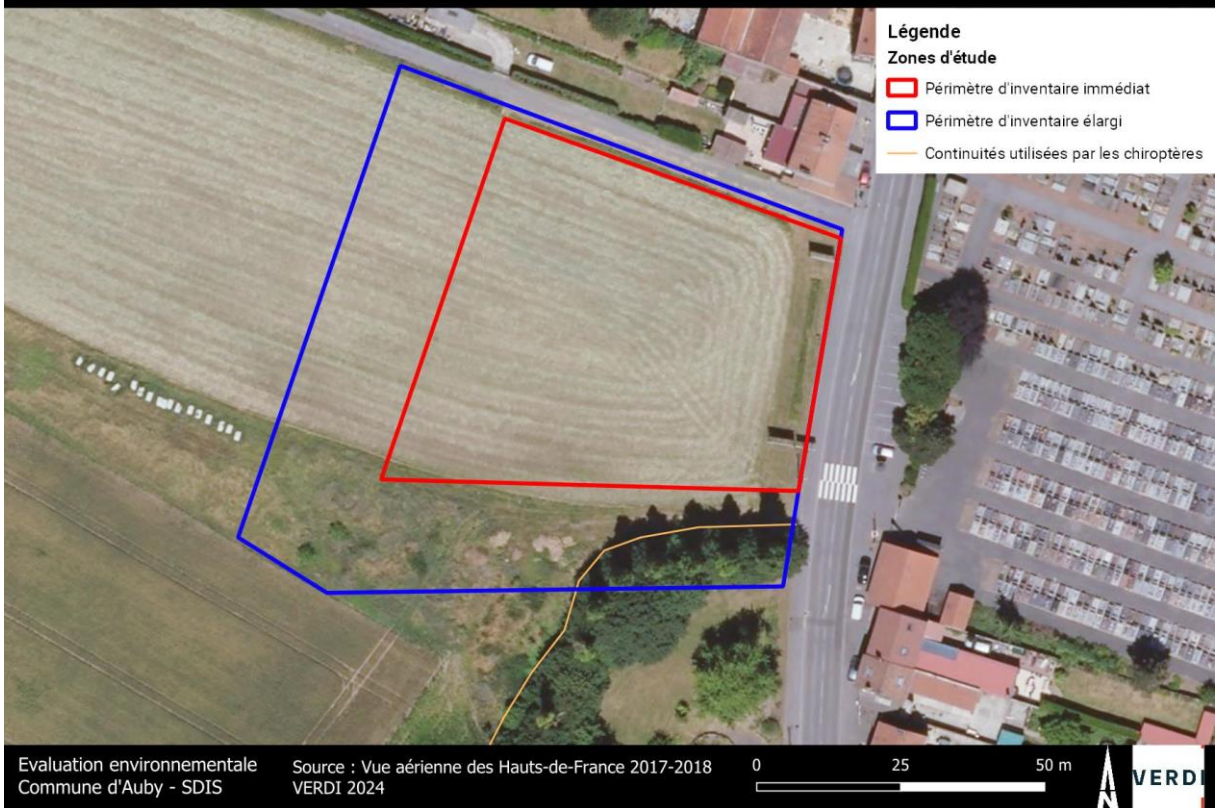 Légende
Zones d'étude
Périmètre d'inventaire immédiat
Périmètre d'inventaire élargi
Continuités utilisées par les chiroptères
Evaluation environnementale
Commune d'Auby - SDIS
Source : Vue aérienne des Hauts-de-France 2017-2018
VERDI 2024
0 25 50 m
N
VERDI